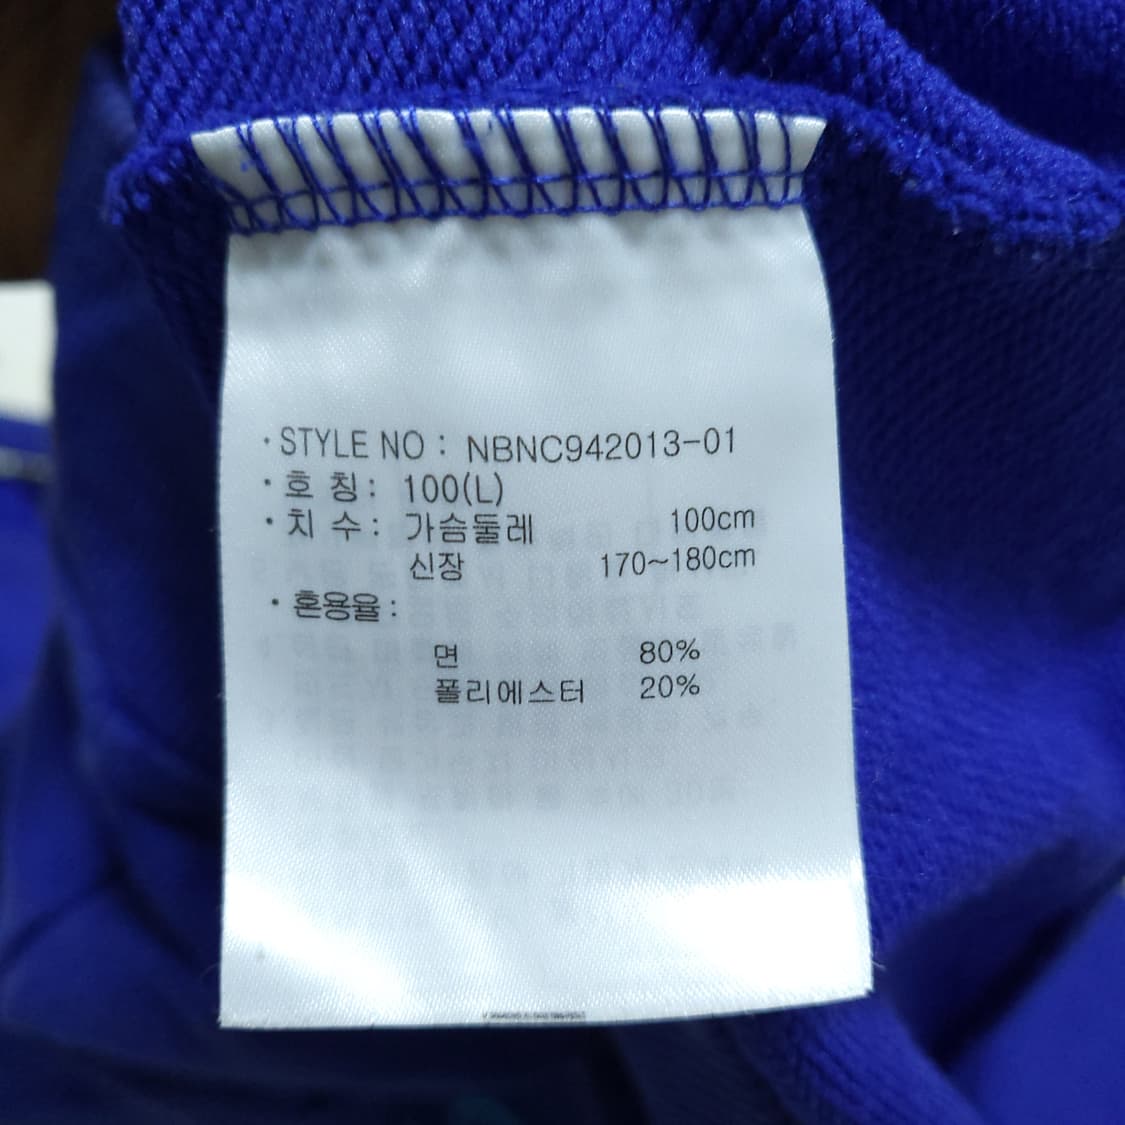 · STYLE NO : NBNC942013-01
· 호 칭 : 100(L)
· 치 수 : 가슴둘레 100cm
신장 170~180cm
· 혼용율 :
면 80%
폴리에스터 20%